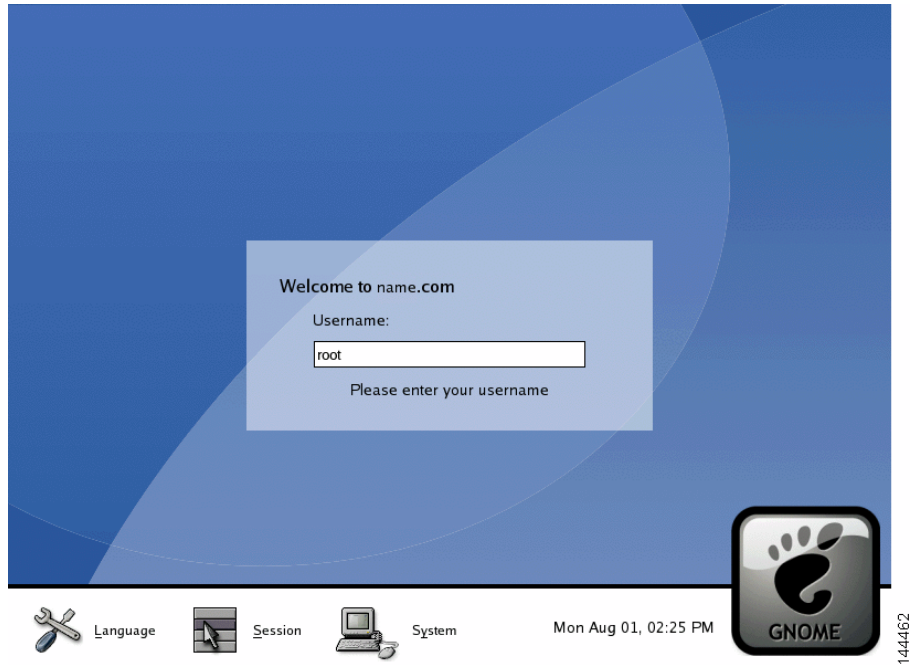 Welcome to name.com
Username:
root
Please enter your username
Language
Session
System
Mon Aug 01, 02:25 PM
GNOME
144462